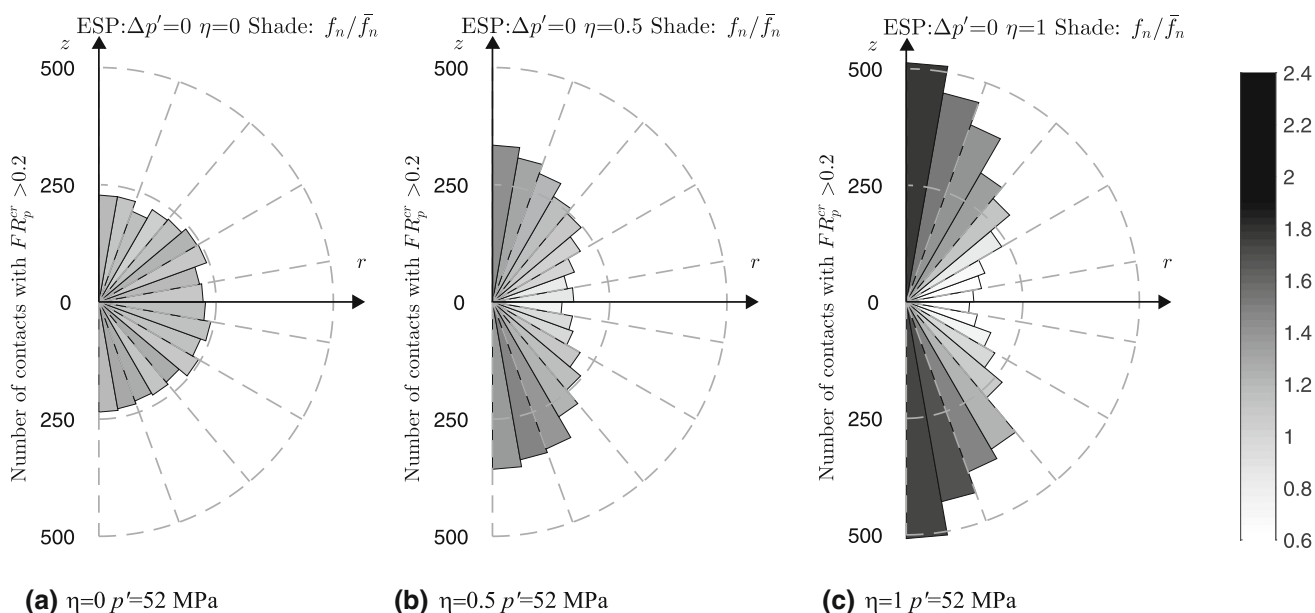 ESP:Δp′=0 η=0 Shade: f_n/f̄_n
z
500
250
0
250
500
r
Number of contacts with FR_p^cr >0.2
(a) η=0 p′=52 MPa
ESP:Δp′=0 η=0.5 Shade: f_n/f̄_n
z
500
250
0
250
500
r
Number of contacts with FR_p^cr >0.2
(b) η=0.5 p′=52 MPa
ESP:Δp′=0 η=1 Shade: f_n/f̄_n
z
500
250
0
250
500
r
Number of contacts with FR_p^cr >0.2
(c) η=1 p′=52 MPa
2.4
2.2
2
1.8
1.6
1.4
1.2
1
0.8
0.6